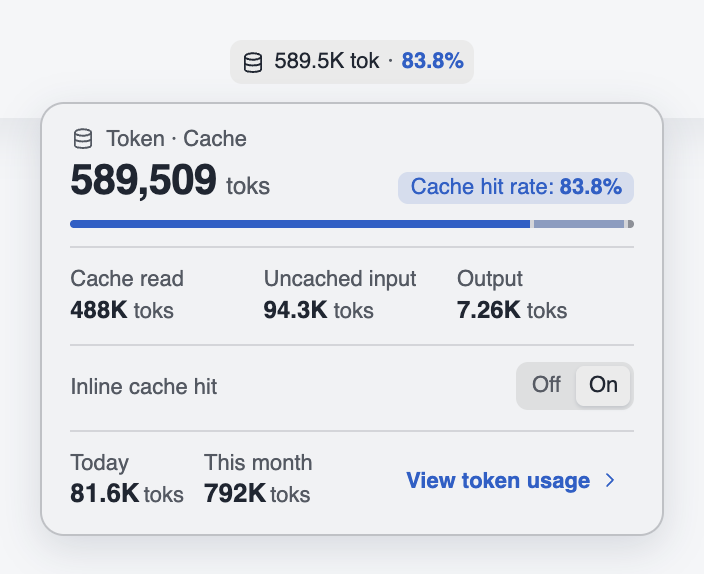 589.5K tok · 83.8%
Token · Cache
589,509 toks
Cache hit rate: 83.8%
Cache read Uncached input Output
488K toks 94.3K toks 7.26K toks
Inline cache hit Off On
Today This month
81.6K toks 792K toks
View token usage